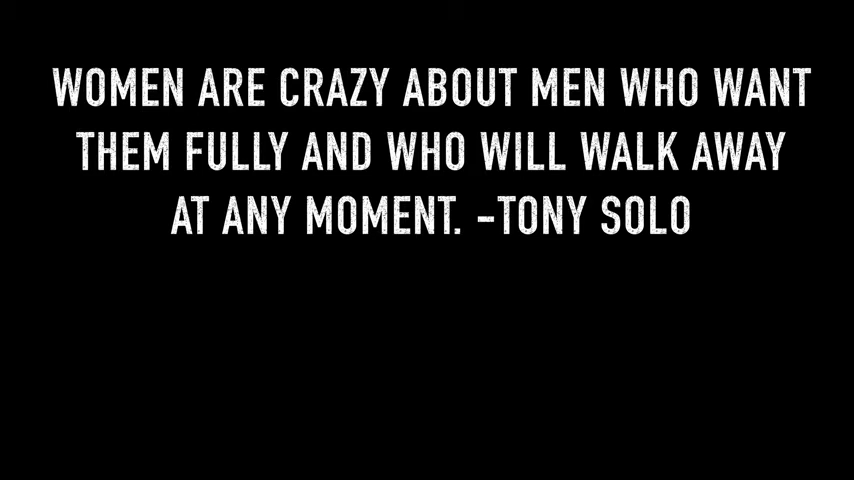 WOMEN ARE CRAZY ABOUT MEN WHO WANT
THEM FULLY AND WHO WILL WALK AWAY
AT ANY MOMENT. -TONY SOLO